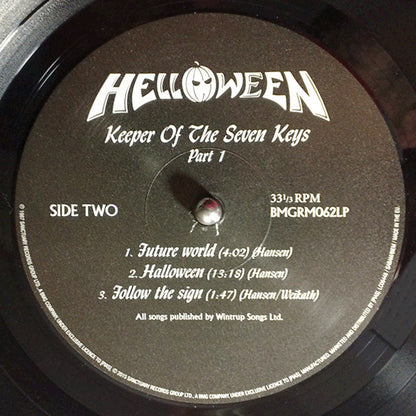 HELLOWEEN
Keeper Of The Seven Keys
Part 1
SIDE TWO
33 1/3 RPM
BMGRM062LP
1. Future world (4:02) (Hansen)
2. Halloween (13:18) (Hansen)
3. Follow the sign (1:47) (Hansen/Weikath)
All songs published by Wintrup Songs Ltd.